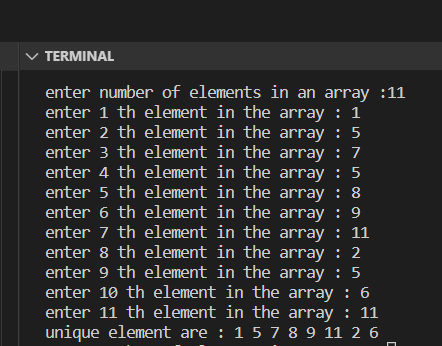 TERMINAL
enter number of elements in an array :11
enter 1 th element in the array : 1
enter 2 th element in the array : 5
enter 3 th element in the array : 7
enter 4 th element in the array : 5
enter 5 th element in the array : 8
enter 6 th element in the array : 9
enter 7 th element in the array : 11
enter 8 th element in the array : 2
enter 9 th element in the array : 5
enter 10 th element in the array : 6
enter 11 th element in the array : 11
unique element are : 1 5 7 8 9 11 2 6